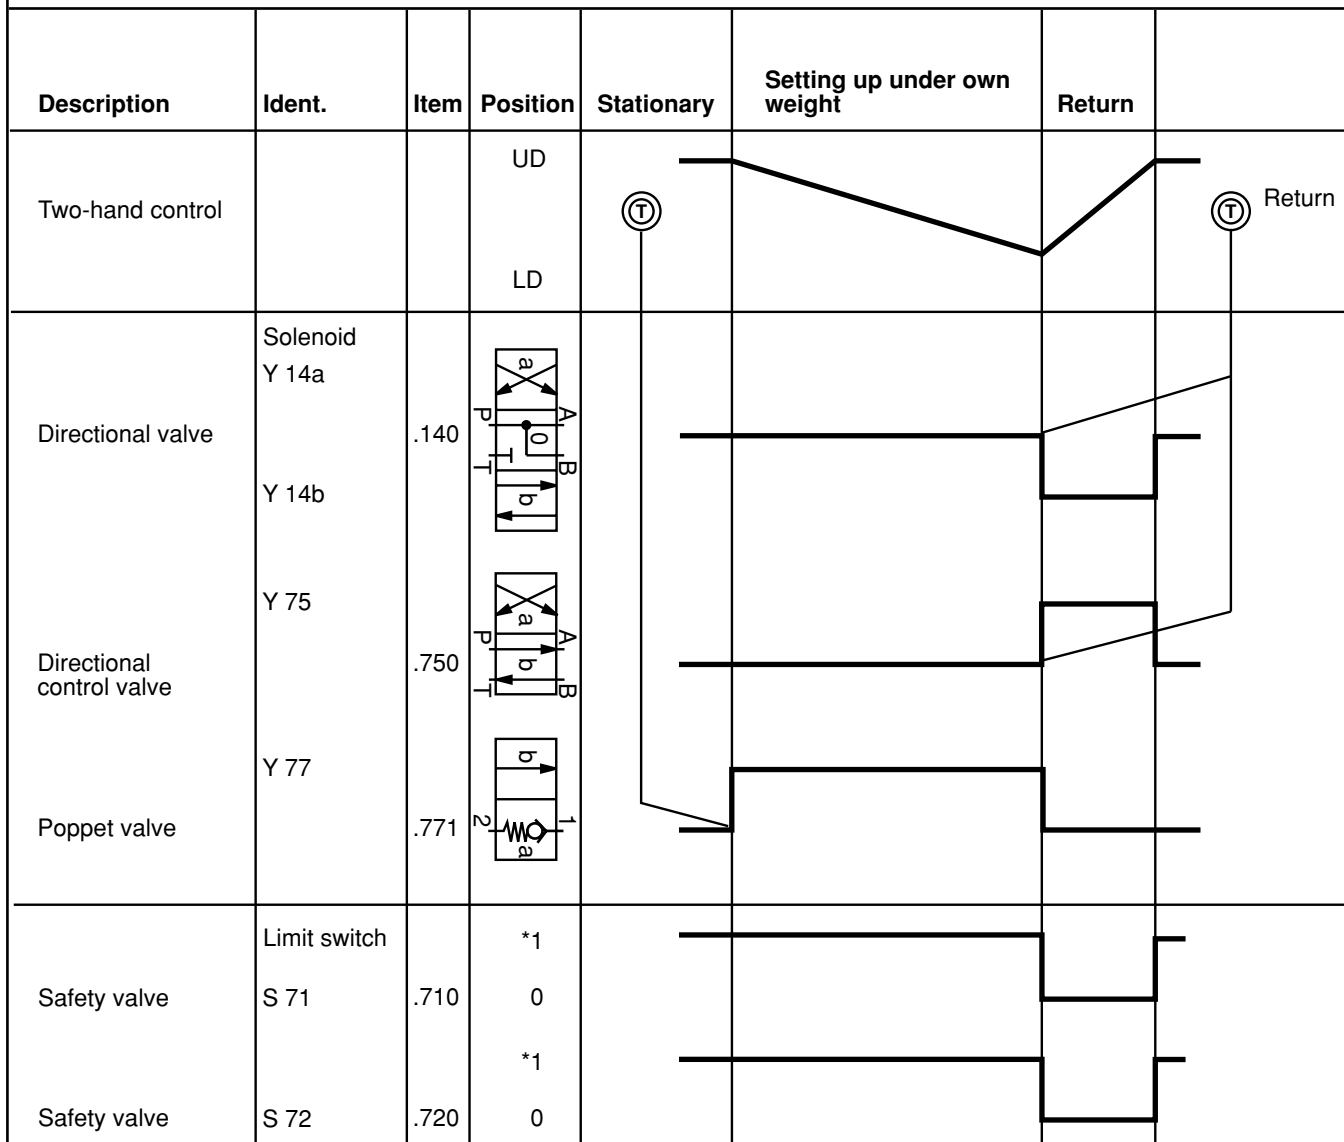 Setting up under own
Description Ident. Item Position Stationary weight Return
UD
Two-hand control T T Return
LD
Solenoid
Y 14a
a
P A
Directional valve .140 0
T B
Y 14b b
Y 75
a
P A
Directional .750 b
control valve
T B
Y 77 b
Poppet valve .771 2 1
a
Limit switch *1
Safety valve S 71 .710 0
*1
Safety valve S 72 .720 0